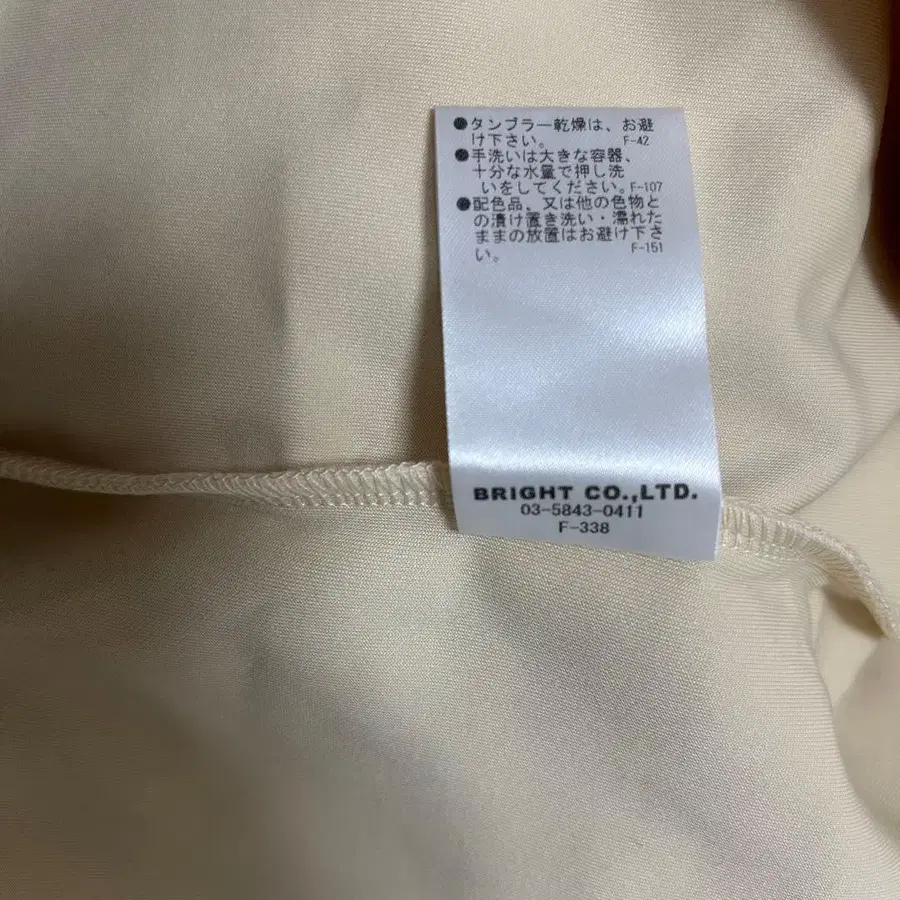 ●タンブラー乾燥は、お避
け下さい。 F-42
●手洗いは大きな容器、
十分な水量で押し洗
いをしてください。F-107
●配色品、又は他の色物と
の漬け置き洗い・濡れた
ままの放置はお避け下さ
い。 F-151
BRIGHT CO.,LTD.
03-5843-0411
F-338